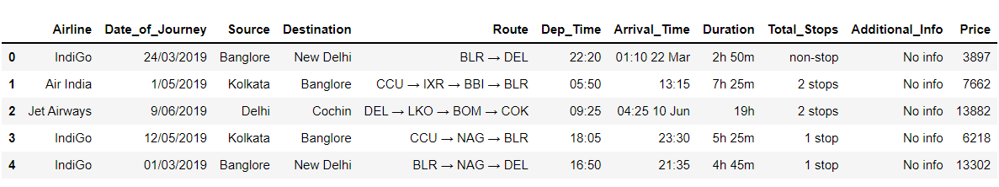 Airline Date_of_Journey Source Destination Route Dep_Time Arrival_Time Duration Total_Stops Additional_Info Price
0 IndiGo 24/03/2019 Banglore New Delhi BLR → DEL 22:20 01:10 22 Mar 2h 50m non-stop No info 3897
1 Air India 1/05/2019 Kolkata Banglore CCU → IXR → BBI → BLR 05:50 13:15 7h 25m 2 stops No info 7662
2 Jet Airways 9/06/2019 Delhi Cochin DEL → LKO → BOM → COK 09:25 04:25 10 Jun 19h 2 stops No info 13882
3 IndiGo 12/05/2019 Kolkata Banglore CCU → NAG → BLR 18:05 23:30 5h 25m 1 stop No info 6218
4 IndiGo 01/03/2019 Banglore New Delhi BLR → NAG → DEL 16:50 21:35 4h 45m 1 stop No info 13302